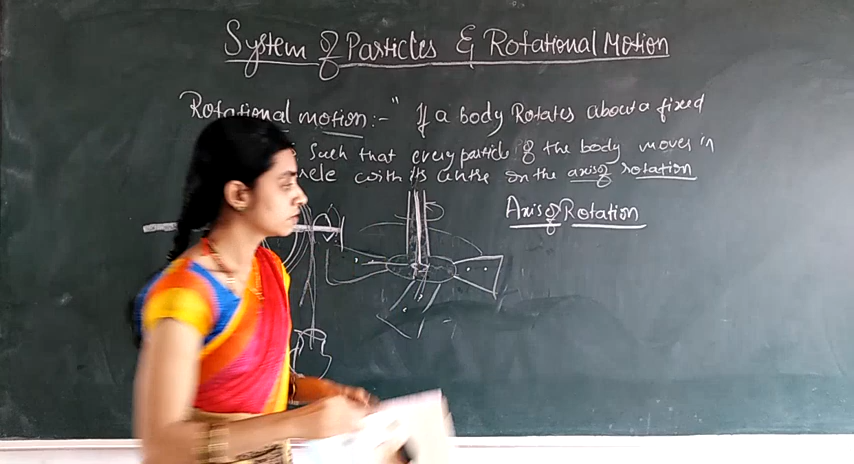 System of Particles & Rotational Motion
Rotational motion:- " If a body Rotates about a fixed
Such that every particle of the body moves in
with its centre on the axis of rotation
Axis of Rotation